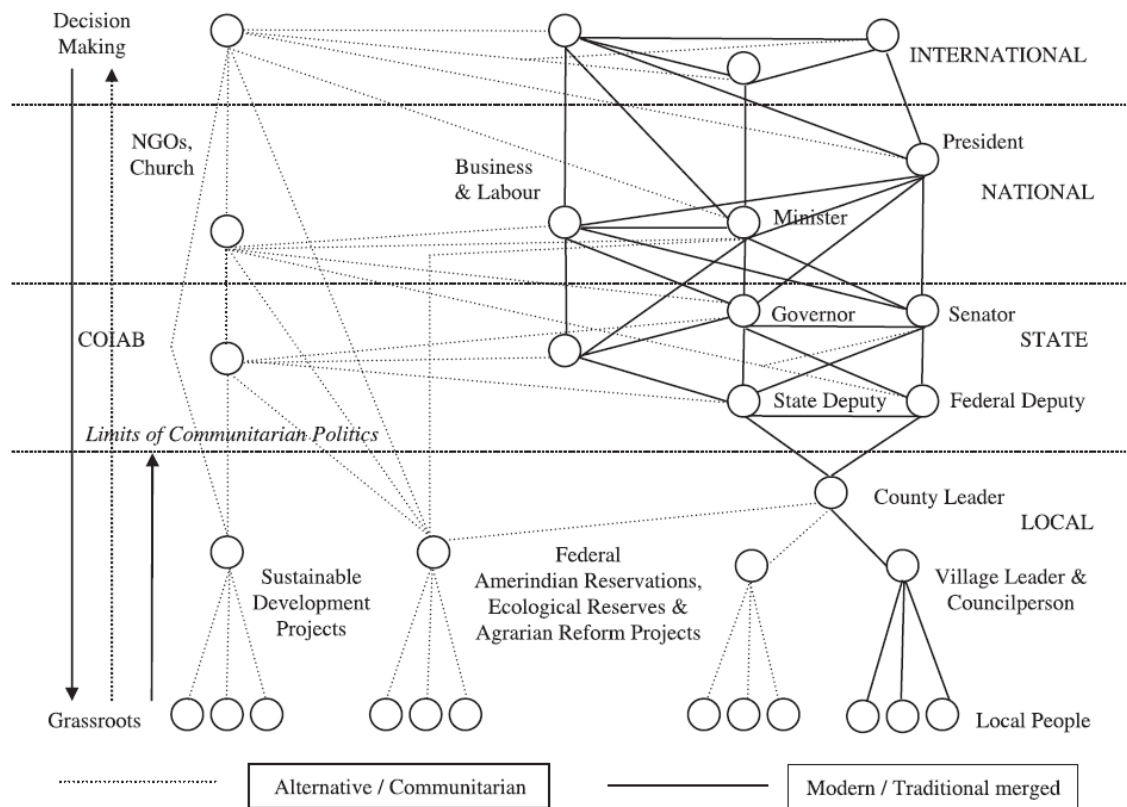 Decision
Making
INTERNATIONAL
NGOs,
Church
Business
& Labour
President
NATIONAL
Minister
COIAB
Governor
Senator
STATE
State Deputy
Federal Deputy
Limits of Communitarian Politics
County Leader
LOCAL
Sustainable
Development
Projects
Federal
Amerindian Reservations,
Ecological Reserves &
Agrarian Reform Projects
Village Leader &
Councilperson
Grassroots
Local People
Alternative / Communitarian
Modern / Traditional merged